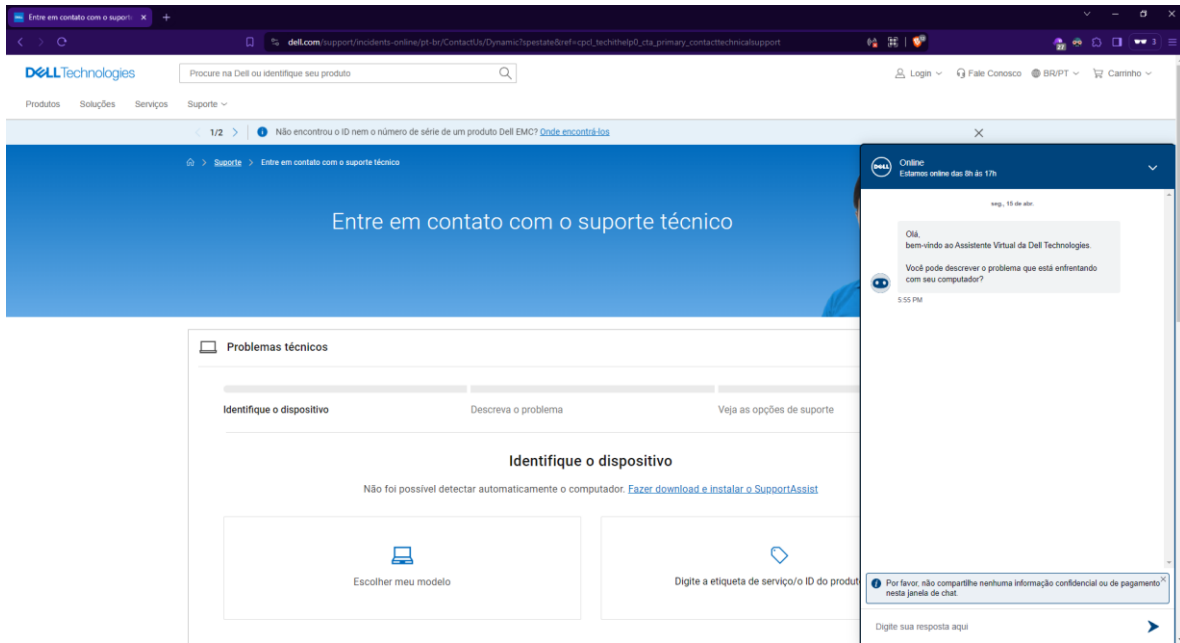 Entre em contato com o suporte
dell.com/support/incidents-online/pt-br/ContactUs/Dynamic?spestate&ref=cpcl_techithelp0_cta_primary_contacttechnicalsupport
27
3
DELLTechnologies
Procure na Dell ou identifique seu produto
Login
Fale Conosco
BR/PT
Carrinho
Produtos
Soluções
Serviços
Suporte
1/2
Não encontrou o ID nem o número de série de um produto Dell EMC? Onde encontrá-los
Suporte > Entre em contato com o suporte técnico
Entre em contato com o suporte técnico
Problemas técnicos
Identifique o dispositivo
Descreva o problema
Veja as opções de suporte
Identifique o dispositivo
Não foi possível detectar automaticamente o computador. Fazer download e instalar o SupportAssist
Escolher meu modelo
Digite a etiqueta de serviço/o ID do produt
DELL
Online
Estamos online das 8h ás 17h
seg., 15 de abr.
Olá,
bem-vindo ao Assistente Virtual da Dell Technologies.
Você pode descrever o problema que está enfrentando
com seu computador?
5:55 PM
Por favor, não compartilhe nenhuma informação confidencial ou de pagamento
nesta janela de chat.
Digite sua resposta aqui